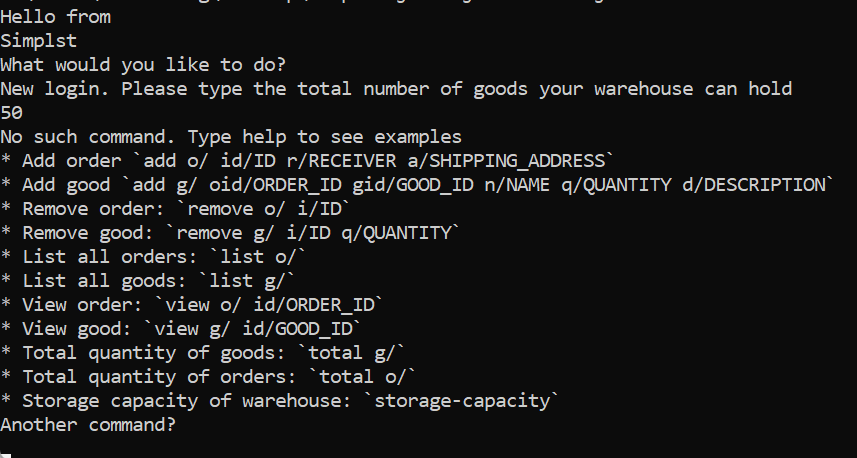 Hello from
Simplst
What would you like to do?
New login. Please type the total number of goods your warehouse can hold
50
No such command. Type help to see examples
* Add order `add o/ id/ID r/RECEIVER a/SHIPPING_ADDRESS`
* Add good `add g/ oid/ORDER_ID gid/GOOD_ID n/NAME q/QUANTITY d/DESCRIPTION`
* Remove order: `remove o/ i/ID`
* Remove good: `remove g/ i/ID q/QUANTITY`
* List all orders: `list o/`
* List all goods: `list g/`
* View order: `view o/ id/ORDER_ID`
* View good: `view g/ id/GOOD_ID`
* Total quantity of goods: `total g/`
* Total quantity of orders: `total o/`
* Storage capacity of warehouse: `storage-capacity`
Another command?